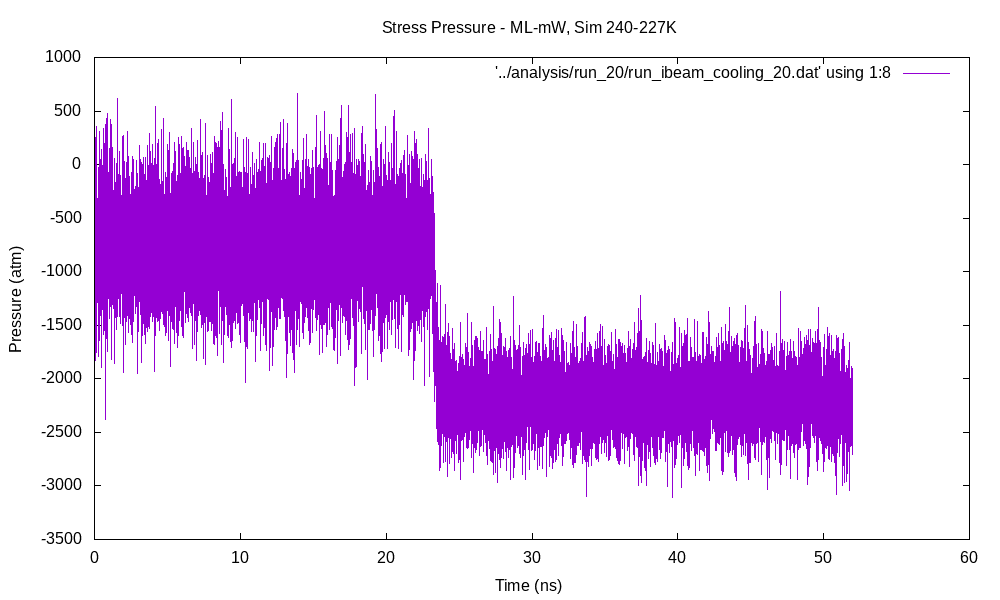 Stress Pressure - ML-mW, Sim 240-227K
'../analysis/run_20/run_ibeam_cooling_20.dat' using 1:8
1000
500
0
-500
-1000
-1500
-2000
-2500
-3000
-3500
Pressure (atm)
0 10 20 30 40 50 60
Time (ns)